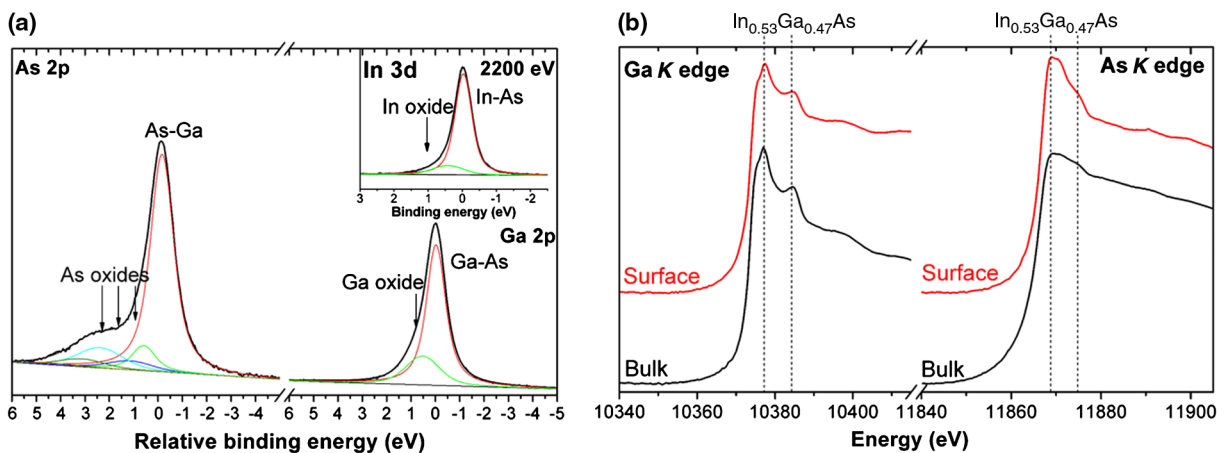 (a)
As 2p
As-Ga
As oxides
In 3d
2200 eV
In oxide
In-As
3 2 1 0 -1 -2
Binding energy (eV)
Ga 2p
Ga oxide
Ga-As
6 5 4 3 2 1 0 -1 -2 -3 -4
6 5 4 3 2 1 0 -1 -2 -3 -4 -5
Relative binding energy (eV)
(b)
In0.53Ga0.47As
In0.53Ga0.47As
Ga K edge
As K edge
Surface
Surface
Bulk
Bulk
10340 10360 10380 10400
11860 11880 11900
Energy (eV)